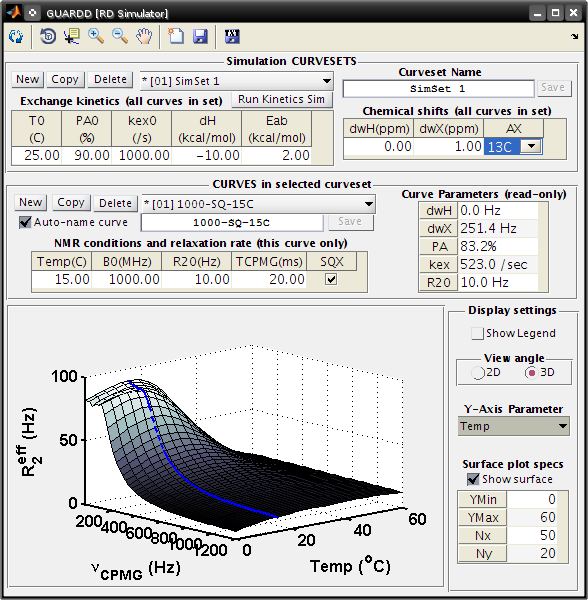 GUARDD [RD Simulator]
Simulation CURVESETS
New Copy Delete * [01] SimSet 1
Curveset Name
SimSet 1 Save
Exchange kinetics (all curves in set) Run Kinetics Sim
T0 (C) PA0 (%) kex0 (/s) dH (kcal/mol) Eab (kcal/mol)
25.00 90.00 1000.00 -10.00 2.00
Chemical shifts (all curves in set)
dwH(ppm) dwX(ppm) AX
0.00 1.00 13C
CURVES in selected curveset
New Copy Delete * [01] 1000-SQ-15C
Auto-name curve 1000-SQ-15C Save
NMR conditions and relaxation rate (this curve only)
Temp(C) B0(MHz) R20(Hz) TCPMG(ms) SQX
15.00 1000.00 10.00 20.00
Curve Parameters (read-only)
dwH 0.0 Hz
dwX 251.4 Hz
PA 83.2%
kex 523.0 /sec
R20 10.0 Hz
100
50
0
R2eff (Hz)
200 400 600 800 1000 1200
νCPMG (Hz)
0 20 40 60
Temp (°C)
Display settings
Show Legend
View angle
2D 3D
Y-Axis Parameter
Temp
Surface plot specs
Show surface
YMin 0
YMax 60
Nx 50
Ny 20